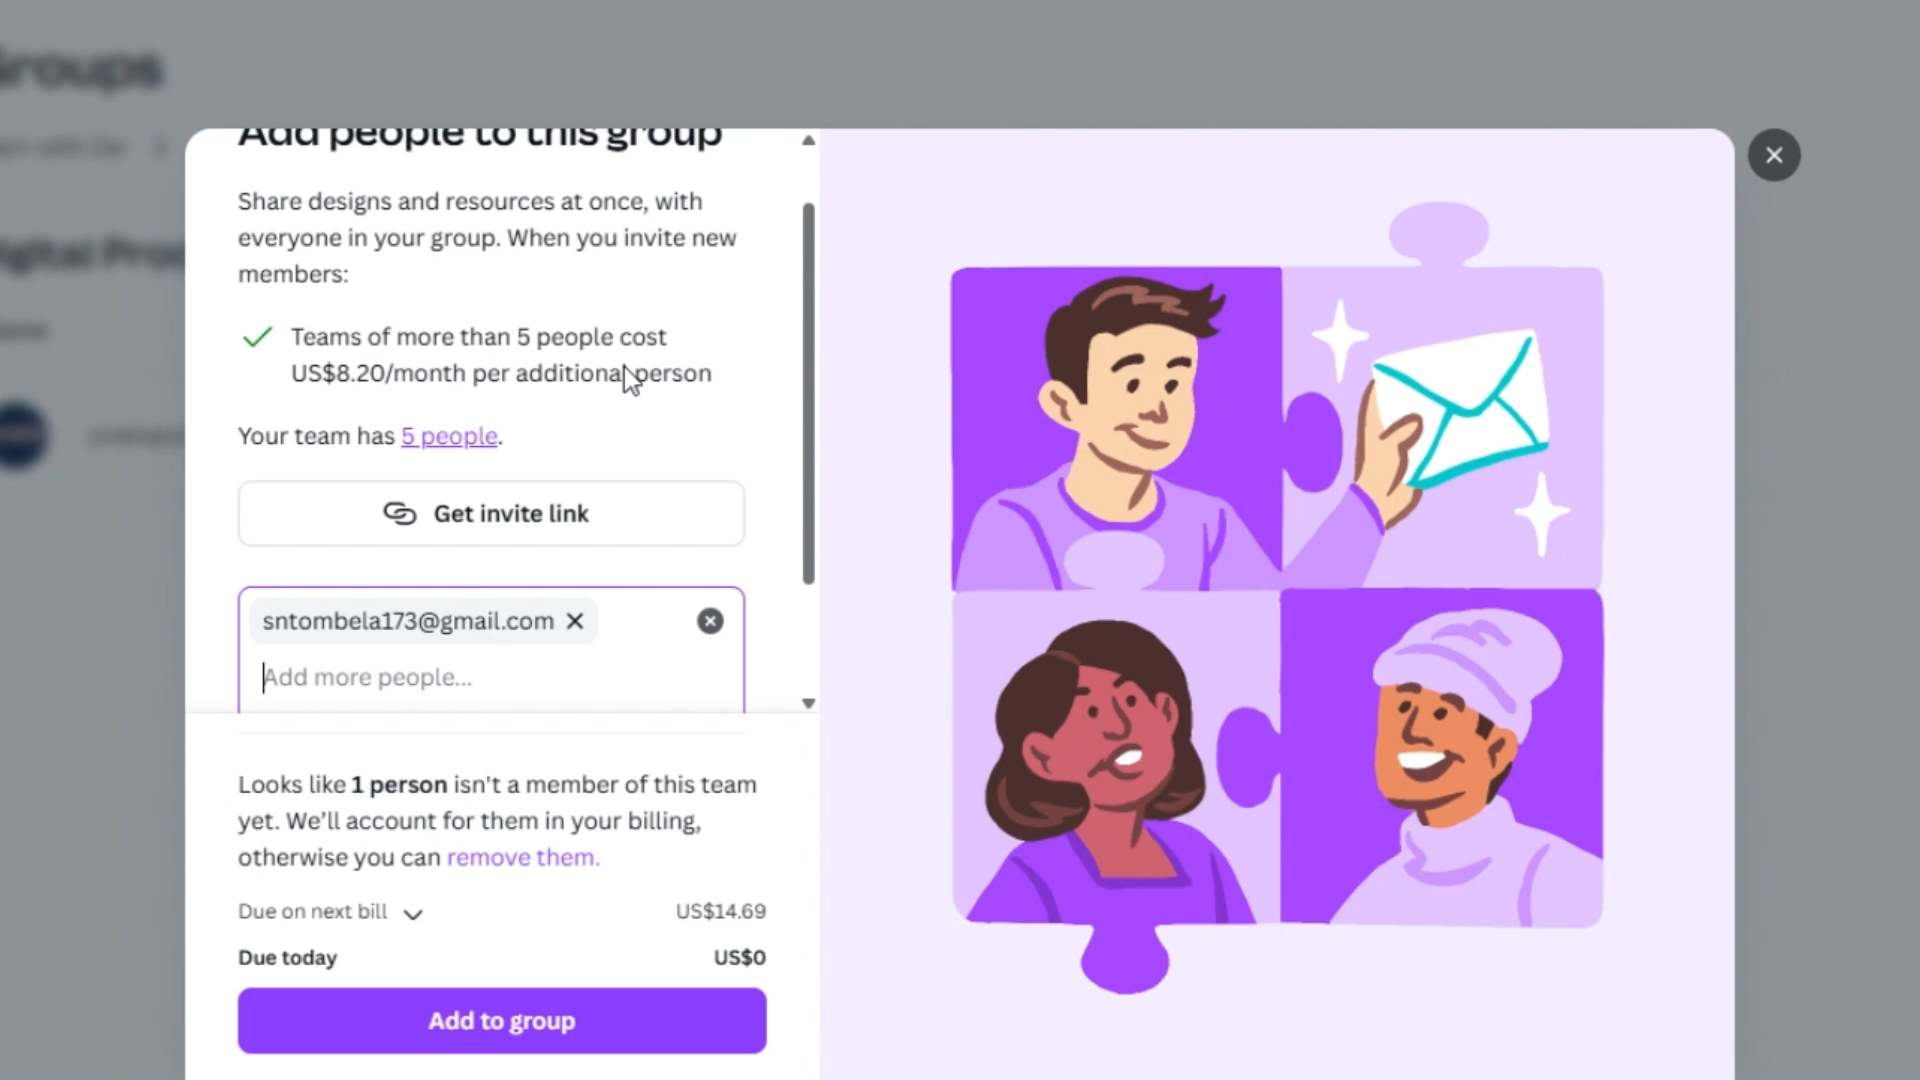 Groups
Add people to this group
Share designs and resources at once, with
everyone in your group. When you invite new
members:
Teams of more than 5 people cost
US$8.20/month per additional person
Your team has 5 people.
Get invite link
sntombela173@gmail.com
Add more people...
Looks like 1 person isn't a member of this team
yet. We’ll account for them in your billing,
otherwise you can remove them.
Due on next bill US$14.69
Due today US$0
Add to group